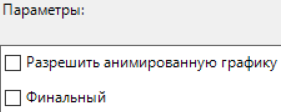 Параметры:
Разрешить анимированную графику
Финальный